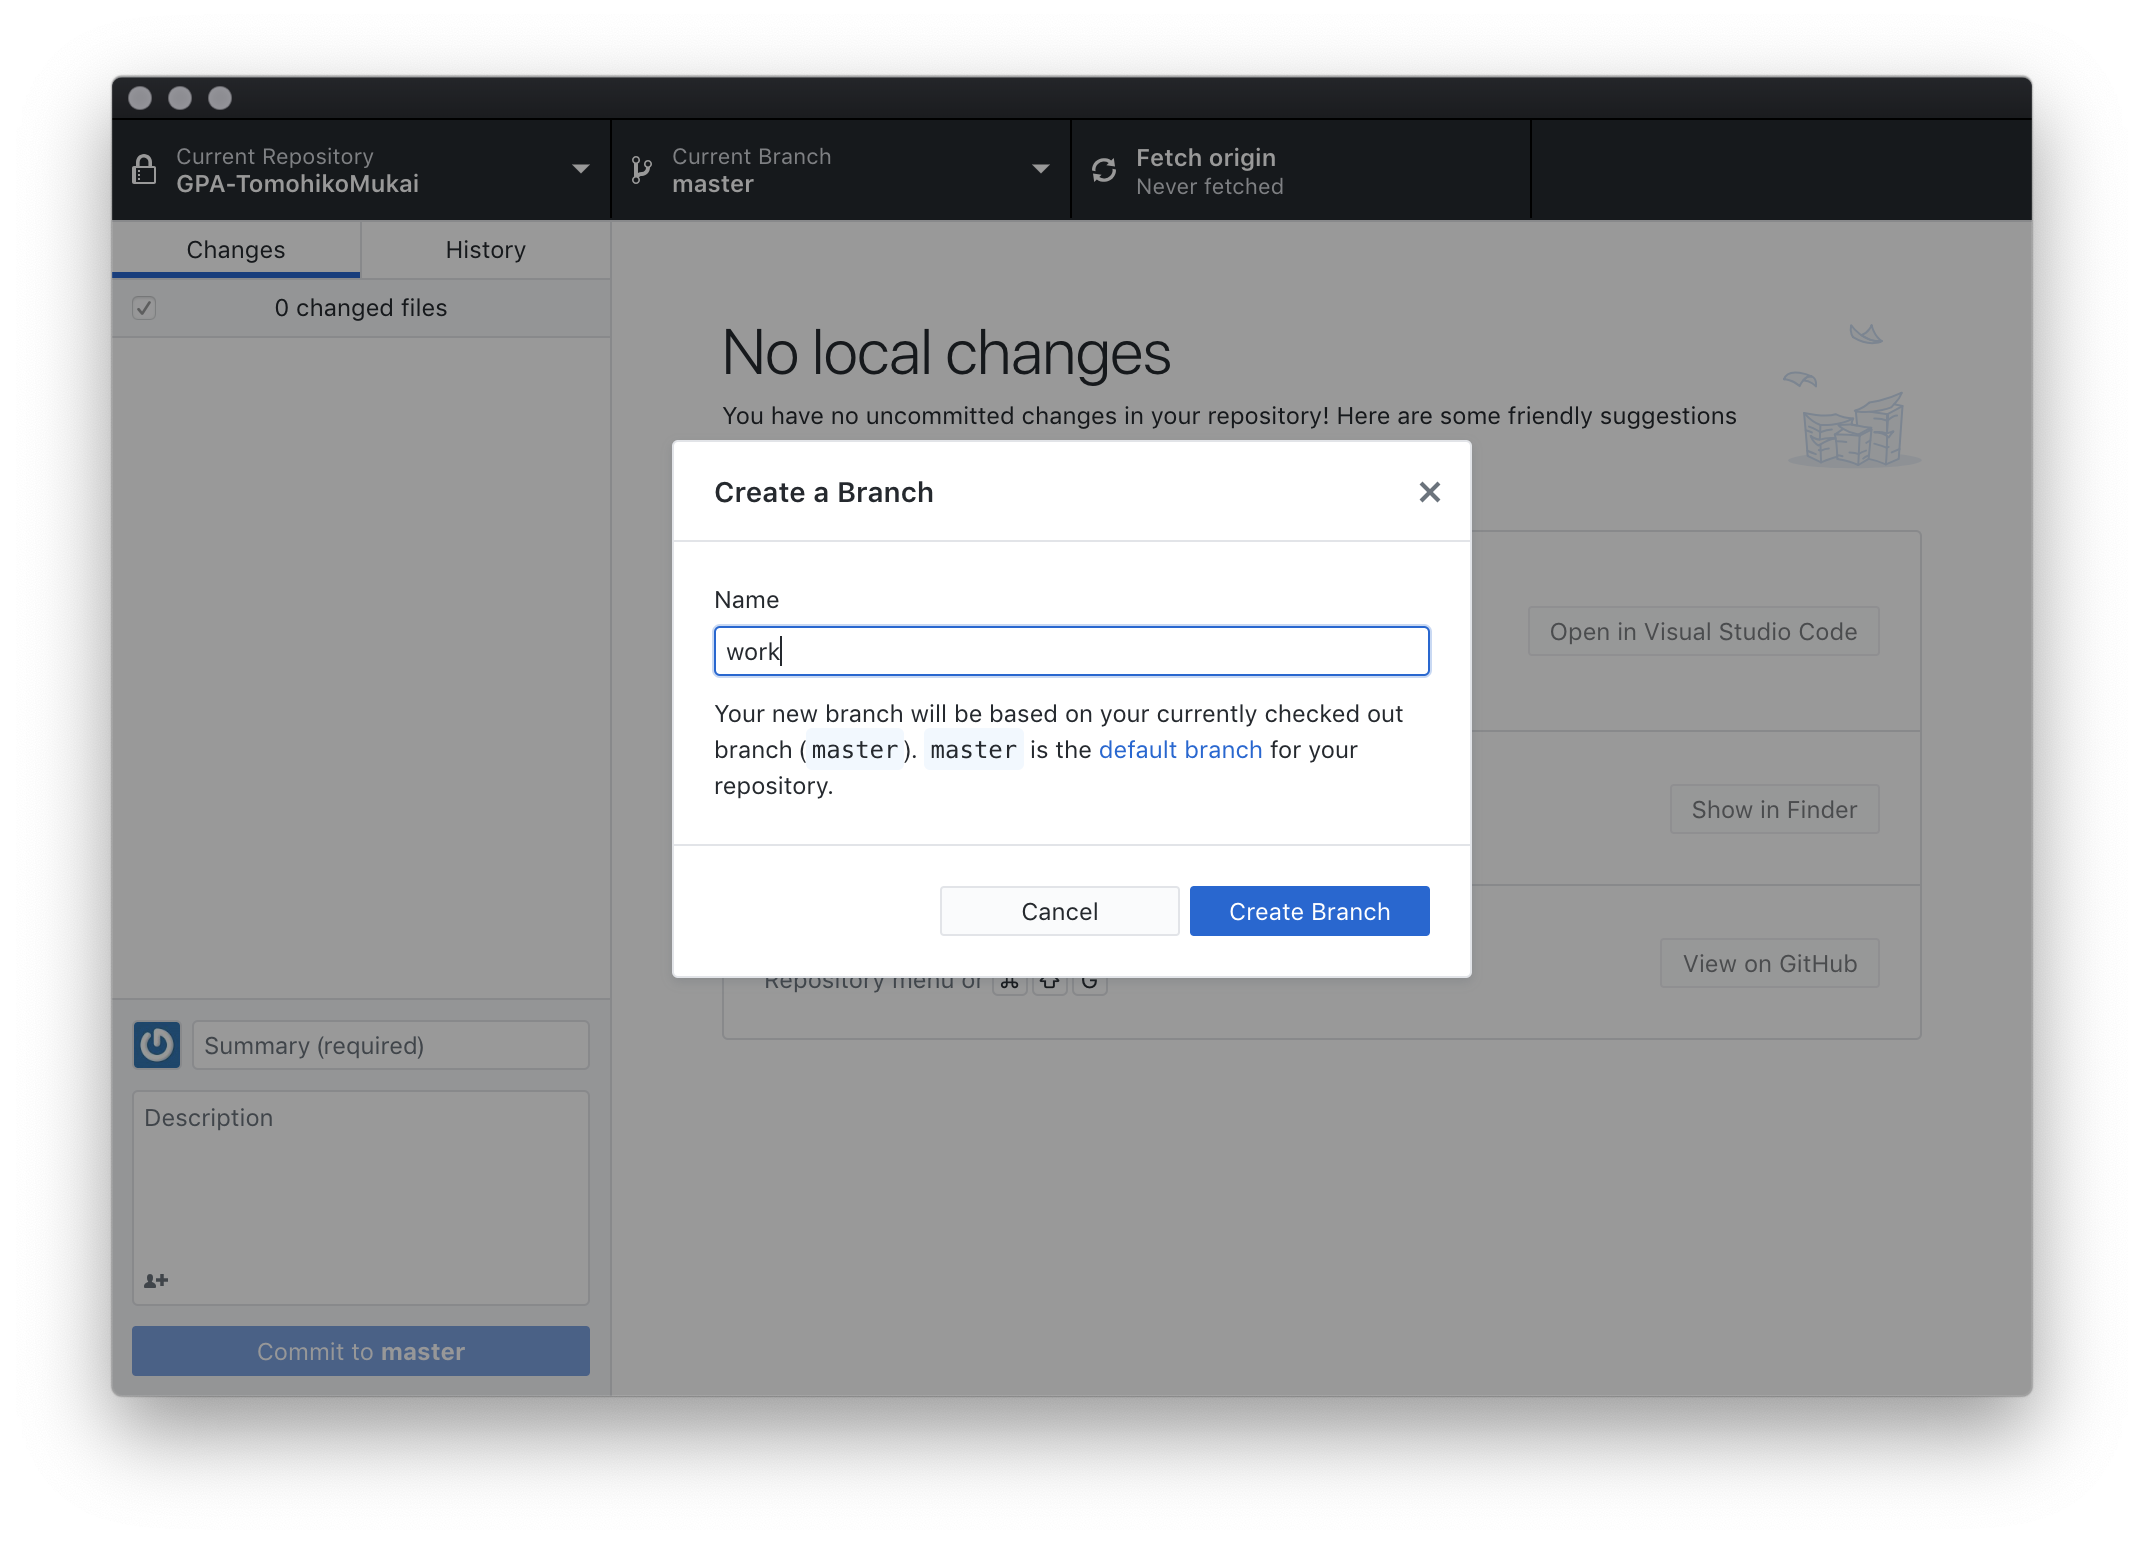 Current Repository
GPA-TomohikoMukai
Current Branch
master
Fetch origin
Never fetched
Changes
History
0 changed files
No local changes
You have no uncommitted changes in your repository! Here are some friendly suggestions
Create a Branch
Name
work
Your new branch will be based on your currently checked out
branch (master). master is the default branch for your
repository.
Cancel
Create Branch
Open in Visual Studio Code
Show in Finder
View on GitHub
Repository menu or ⌘ ⇧ G
Summary (required)
Description
Commit to master